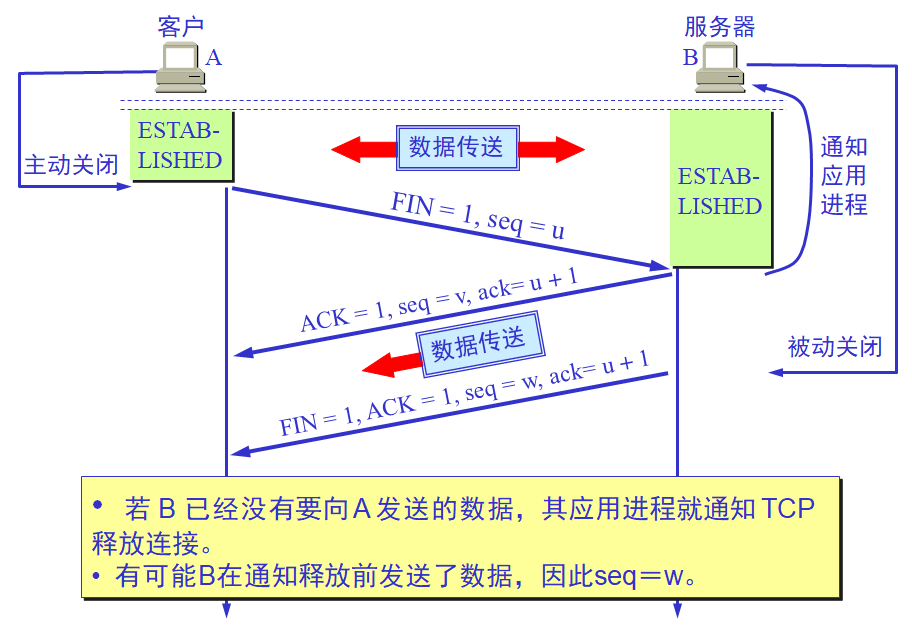 客户
服务器
A
B
ESTAB-
LISHED
数据传送
主动关闭
ESTAB-
LISHED
通知
应用
进程
FIN = 1, seq = u
ACK = 1, seq = v, ack= u + 1
数据传送
被动关闭
FIN = 1, ACK = 1, seq = w, ack= u + 1
• 若 B 已经没有要向A 发送的数据，其应用进程就通知 TCP
释放连接。
• 有可能B在通知释放前发送了数据，因此seq＝w。